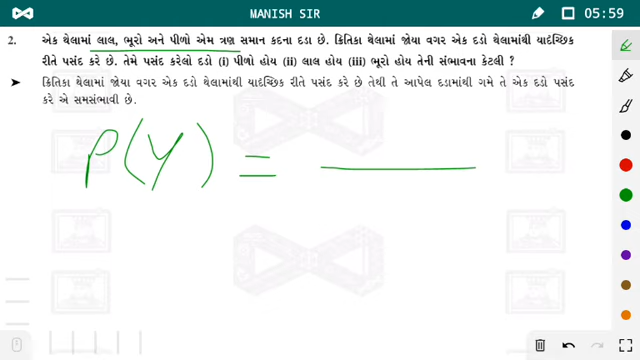 MANISH SIR
05:59
2. એક થેલામાં લાલ, ભૂરો અને પીળો એમ ત્રણ સમાન કદના દડા છે. ક્રિતિકા થેલામાં જોયા વગર એક દડો થેલામાંથી યાદચ્છિક
રીતે પસંદ કરે છે. તેમે પસંદ કરેલો દડો (i) પીળો હોય (ii) લાલ હોય (iii) ભૂરો હોય તેની સંભાવના કેટલી ?
➤ ક્રિતિકા થેલામાં જોયા વગર એક દડો થેલામાંથી યાદચ્છિક રીતે પસંદ કરે છે તેથી તે આપેલ દડામાંથી ગમે તે એક દડો પસંદ
કરે એ સમસંભાવી છે.
P(Y) =